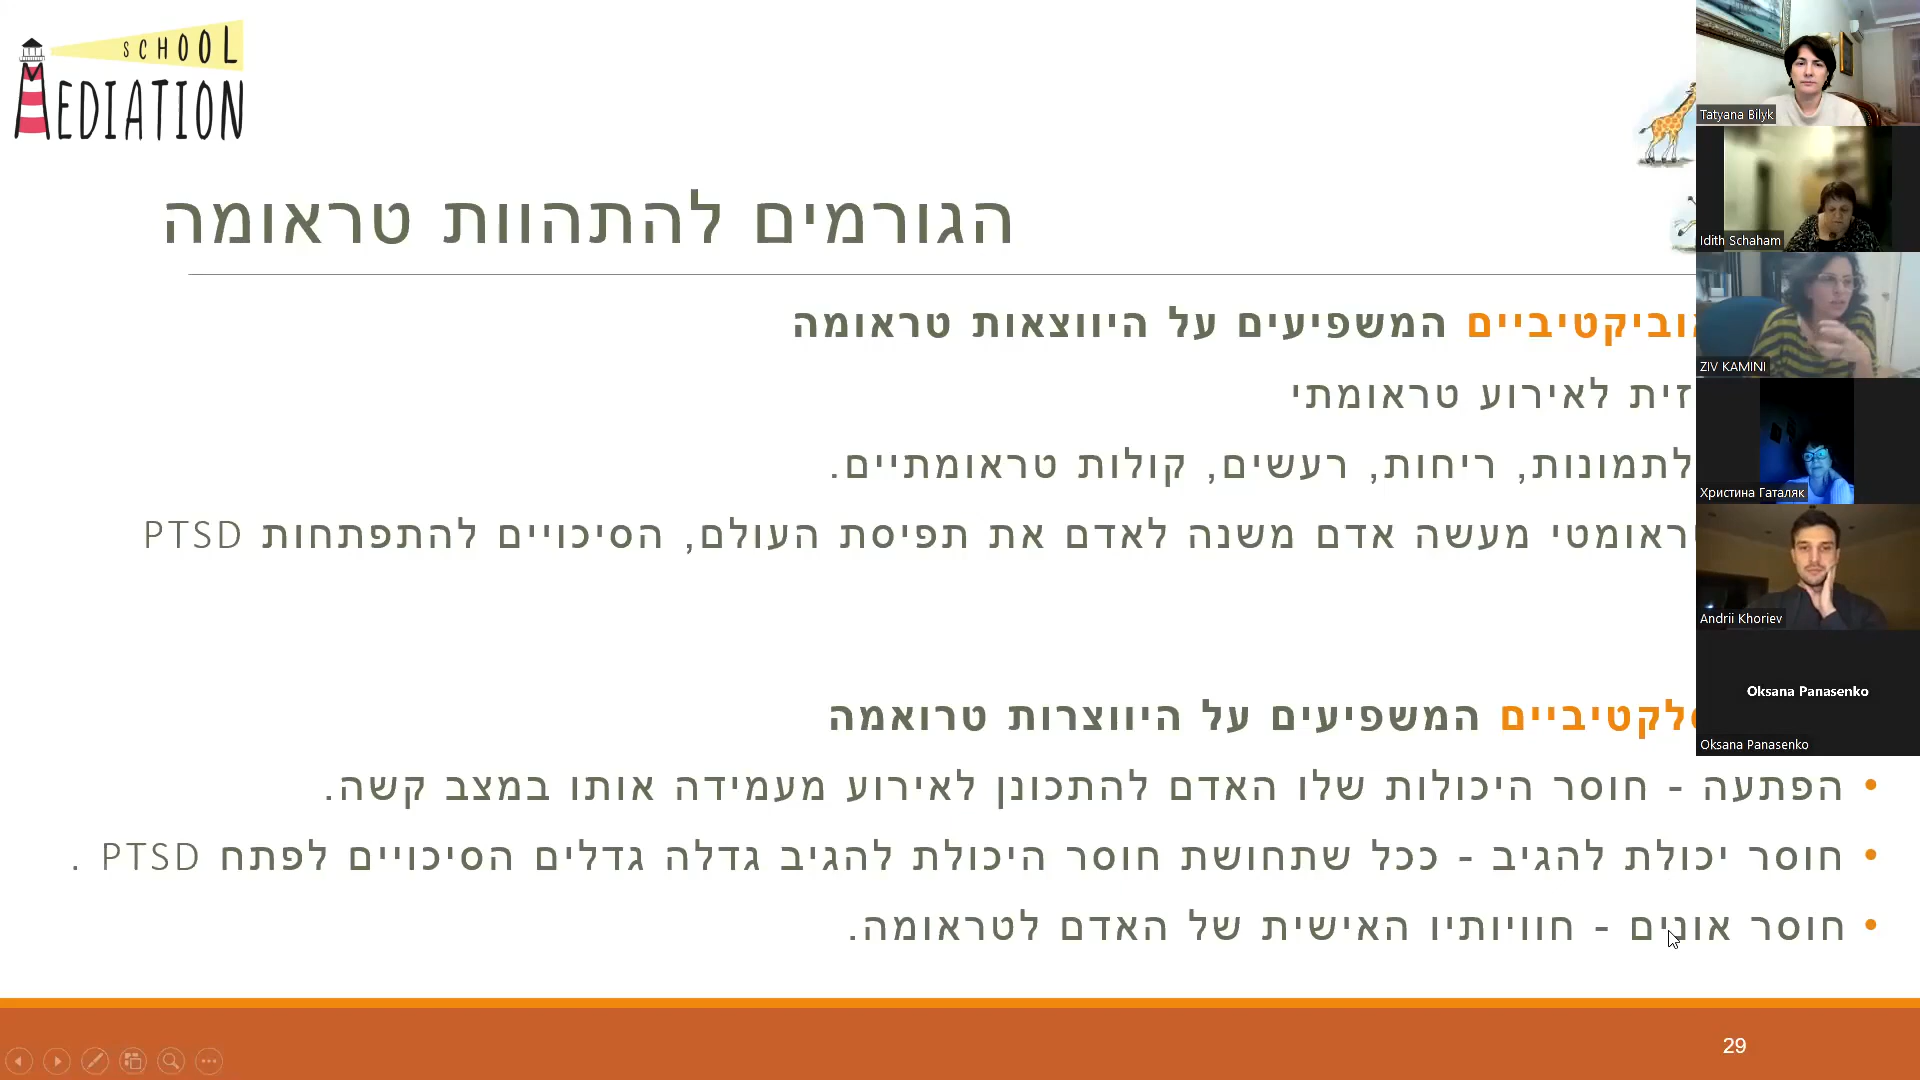 SCHOOL
MEDIATION
הגורמים להתהוות טראומה
המשפיעים על היווצאות טראומה
לאירוע טראומתי
לתמונות, ריחות, רעשים, קולות טראומתיים.
מעשה אדם משנה לאדם את תפיסת העולם, הסיכויים להתפתחות PTSD
המשפיעים על היווצרות טרואמה
הפתעה - חוסר היכולות שלו האדם להתכונן לאירוע מעמידה אותו במצב קשה.
חוסר יכולת להגיב - ככל שתחושת חוסר היכולת להגיב גדלה גדלים הסיכויים לפתח PTSD .
חוסר אונים - חוויותיו האישית של האדם לטראומה.
29
Tatyana Bilyk
Idith Schaham
ZIV KAMINI
Христина Гаталяк
Andrii Khoriev
Oksana Panasenko
Oksana Panasenko